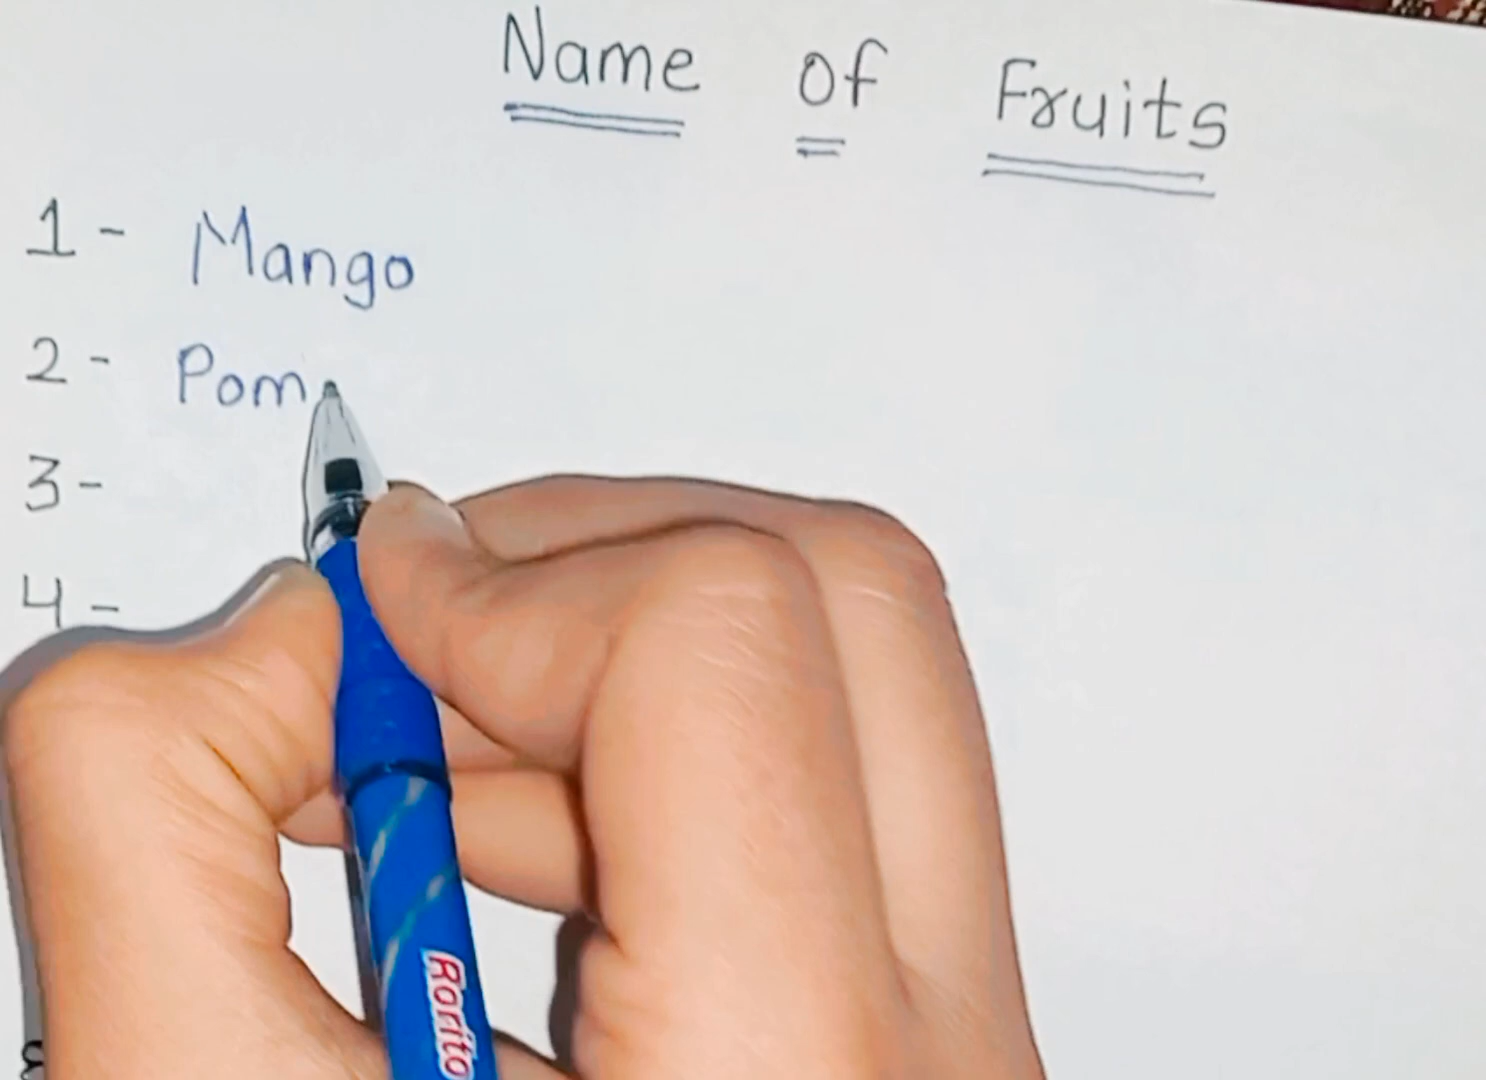 Name of Fruits
1- Mango
2- Pom
3-
4-
Rorito